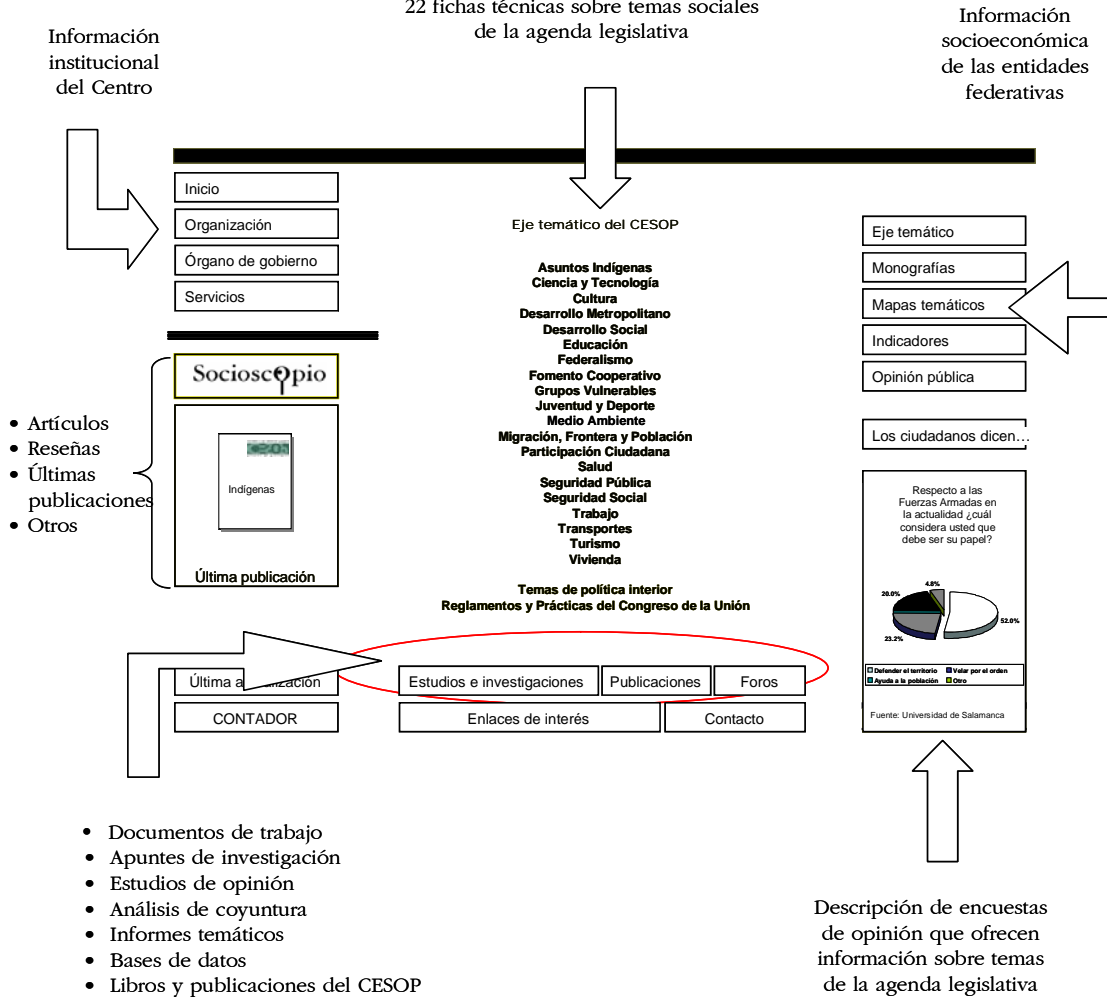 22 fichas técnicas sobre temas sociales
de la agenda legislativa
Información
institucional
del Centro
Información
socioeconómica
de las entidades
federativas
Inicio
Organización
Órgano de gobierno
Servicios
Socioscopio
Indígenas
Última publicación
• Artículos
• Reseñas
• Últimas
publicaciones
• Otros
Eje temático del CESOP
Asuntos Indígenas
Ciencia y Tecnología
Cultura
Desarrollo Metropolitano
Desarrollo Social
Educación
Federalismo
Fomento Cooperativo
Grupos Vulnerables
Juventud y Deporte
Medio Ambiente
Migración, Frontera y Población
Participación Ciudadana
Salud
Seguridad Pública
Seguridad Social
Trabajo
Transportes
Turismo
Vivienda
Temas de política interior
Reglamentos y Prácticas del Congreso de la Unión
Eje temático
Monografías
Mapas temáticos
Indicadores
Opinión pública
Los ciudadanos dicen…
Respecto a las
Fuerzas Armadas en
la actualidad ¿cuál
considera usted que
debe ser su papel?
4.8%
20.0%
52.0%
23.2%
Defender el territorio Velar por el orden
Ayuda a la población Otro
Fuente: Universidad de Salamanca
Última
CONTADOR
Estudios e investigaciones Publicaciones Foros
Enlaces de interés Contacto
• Documentos de trabajo
• Apuntes de investigación
• Estudios de opinión
• Análisis de coyuntura
• Informes temáticos
• Bases de datos
• Libros y publicaciones del CESOP
Descripción de encuestas
de opinión que ofrecen
información sobre temas
de la agenda legislativa